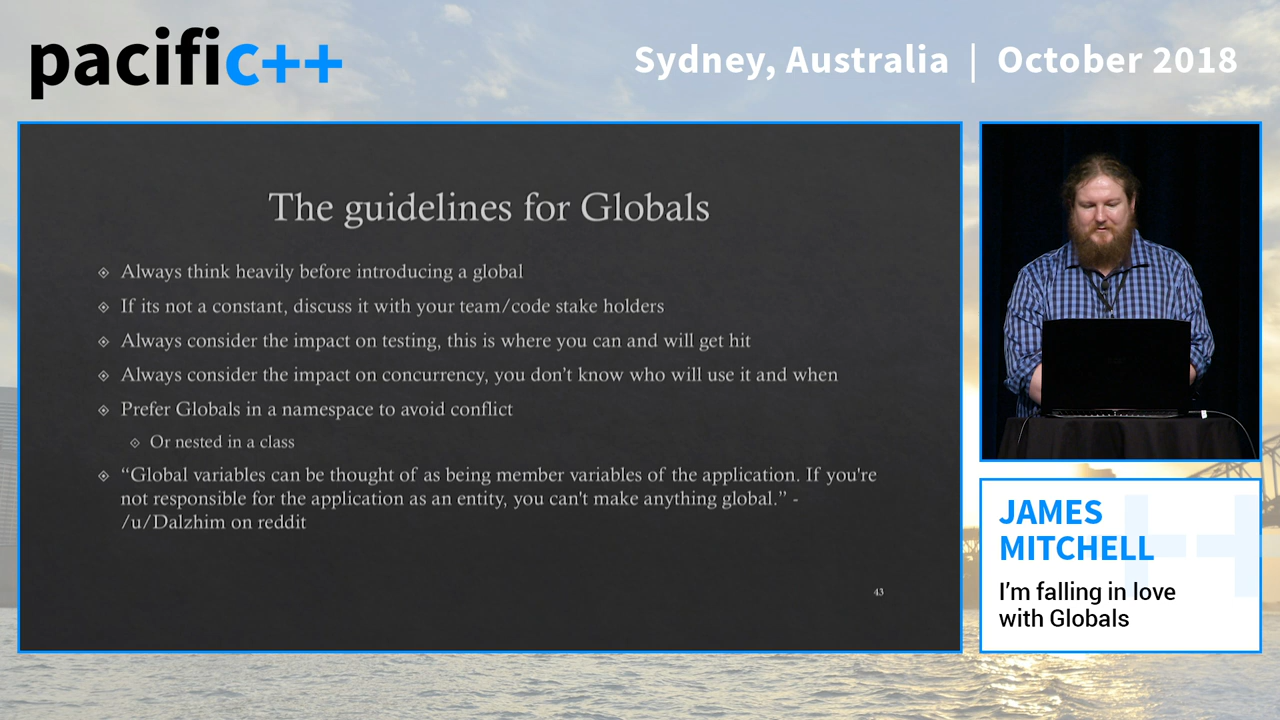 pacific++
Sydney, Australia | October 2018
The guidelines for Globals
Always think heavily before introducing a global
If its not a constant, discuss it with your team/code stake holders
Always consider the impact on testing, this is where you can and will get hit
Always consider the impact on concurrency, you don't know who will use it and when
Prefer Globals in a namespace to avoid conflict
Or nested in a class
“Global variables can be thought of as being member variables of the application. If you're
not responsible for the application as an entity, you can't make anything global.” -
/u/Dalzhim on reddit
43
JAMES
MITCHELL
I'm falling in love
with Globals